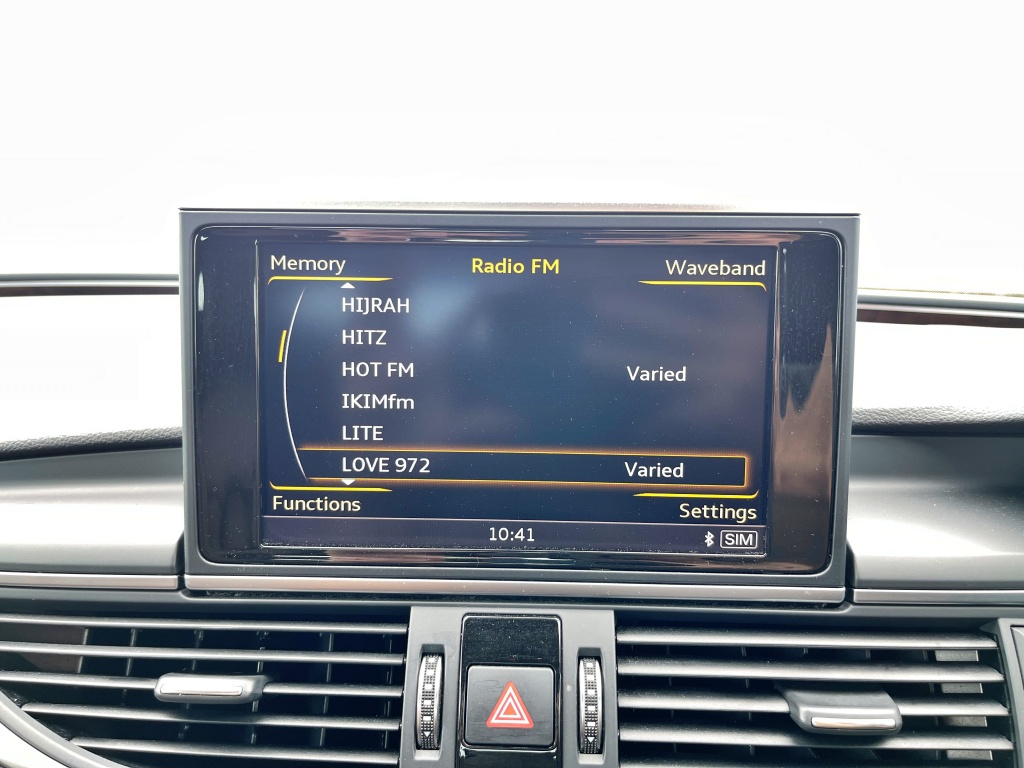 Memory Radio FM Waveband
HIJRAH
HITZ
HOT FM Varied
IKIMfm
LITE
LOVE 972 Varied
Functions Settings
10:41 SIM